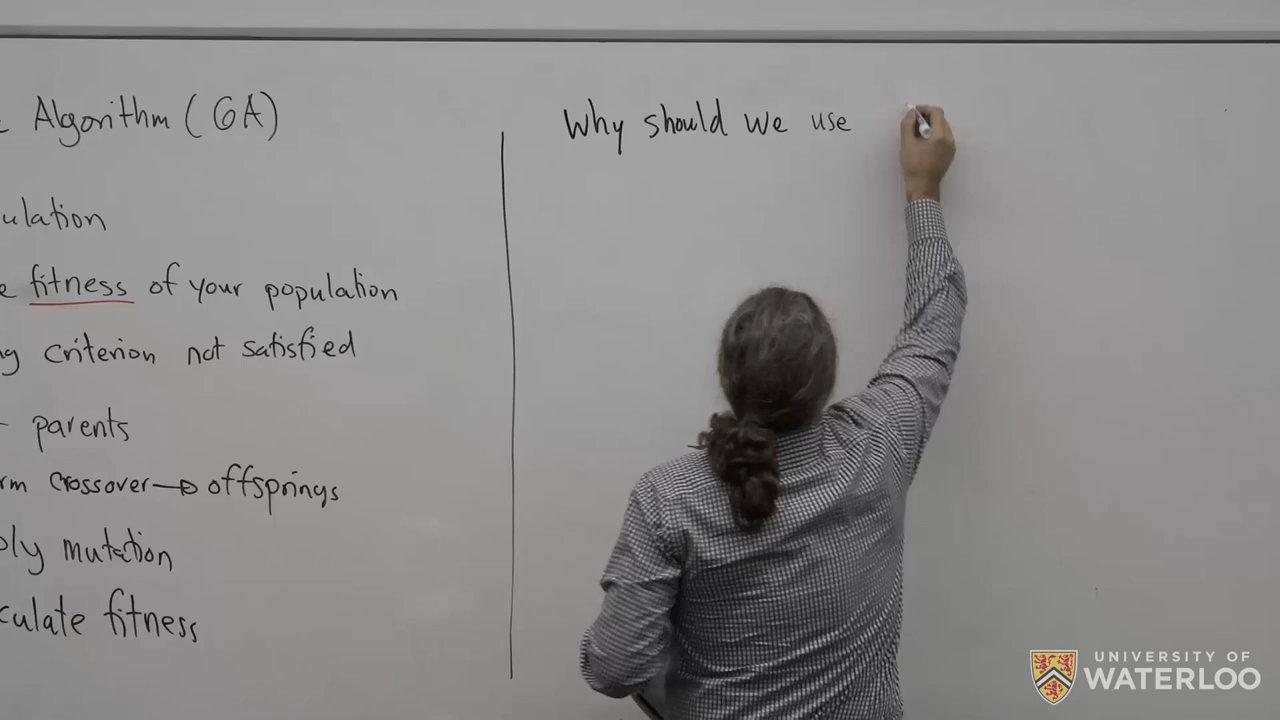 Algorithm (GA)
ulation
fitness of your population
criterion not satisfied
parents
rm crossover → offsprings
ply mutation
culate fitness
Why should we use
UNIVERSITY OF
WATERLOO